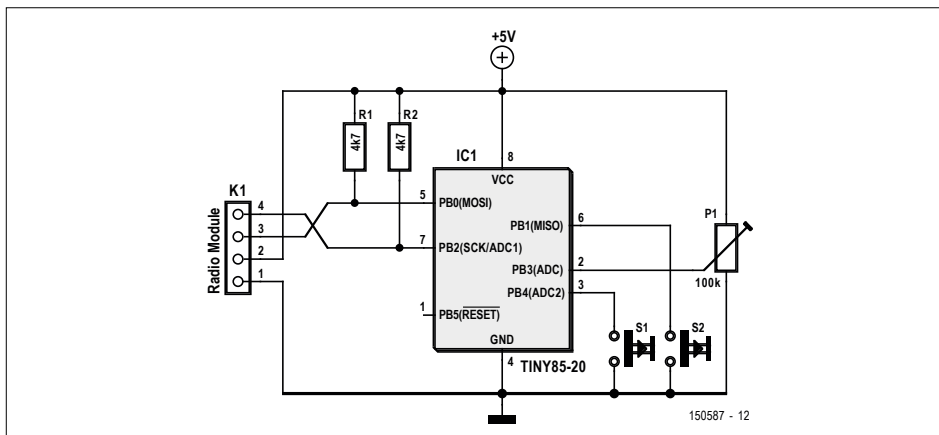 +5V
R1
4k7
R2
4k7
IC1
8
VCC
K1
4
3
2
1
Radio Module
5
PB0(MOSI)
7
PB2(SCK/ADC1)
1
PB5(RESET)
PB1(MISO)
6
PB3(ADC)
2
PB4(ADC2)
3
GND
4
TINY85-20
P1
100k
S1
S2
150587 - 12